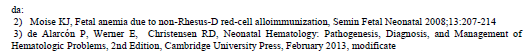 da:
2) Moise KJ, Fetal anemia due to non-Rhesus-D red-cell alloimmunization, Semin Fetal Neonatal 2008;13:207-214
3) de Alarcón P, Werner E, Christensen RD, Neonatal Hematology: Pathogenesis, Diagnosis, and Management of
Hematologic Problems, 2nd Edition, Cambridge University Press, February 2013, modificate